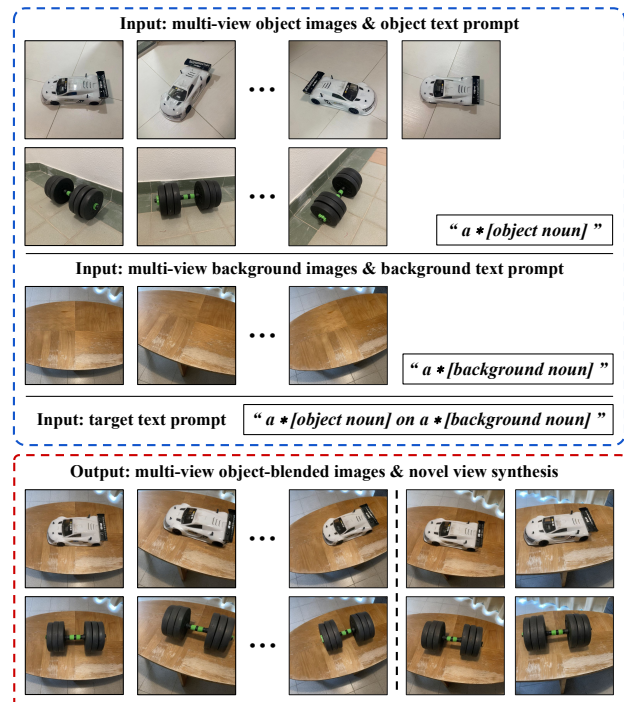 Input: multi-view object images & object text prompt
“ a *[object noun] ”
Input: multi-view background images & background text prompt
“ a *[background noun] ”
Input: target text prompt “ a *[object noun] on a *[background noun] ”
Output: multi-view object-blended images & novel view synthesis